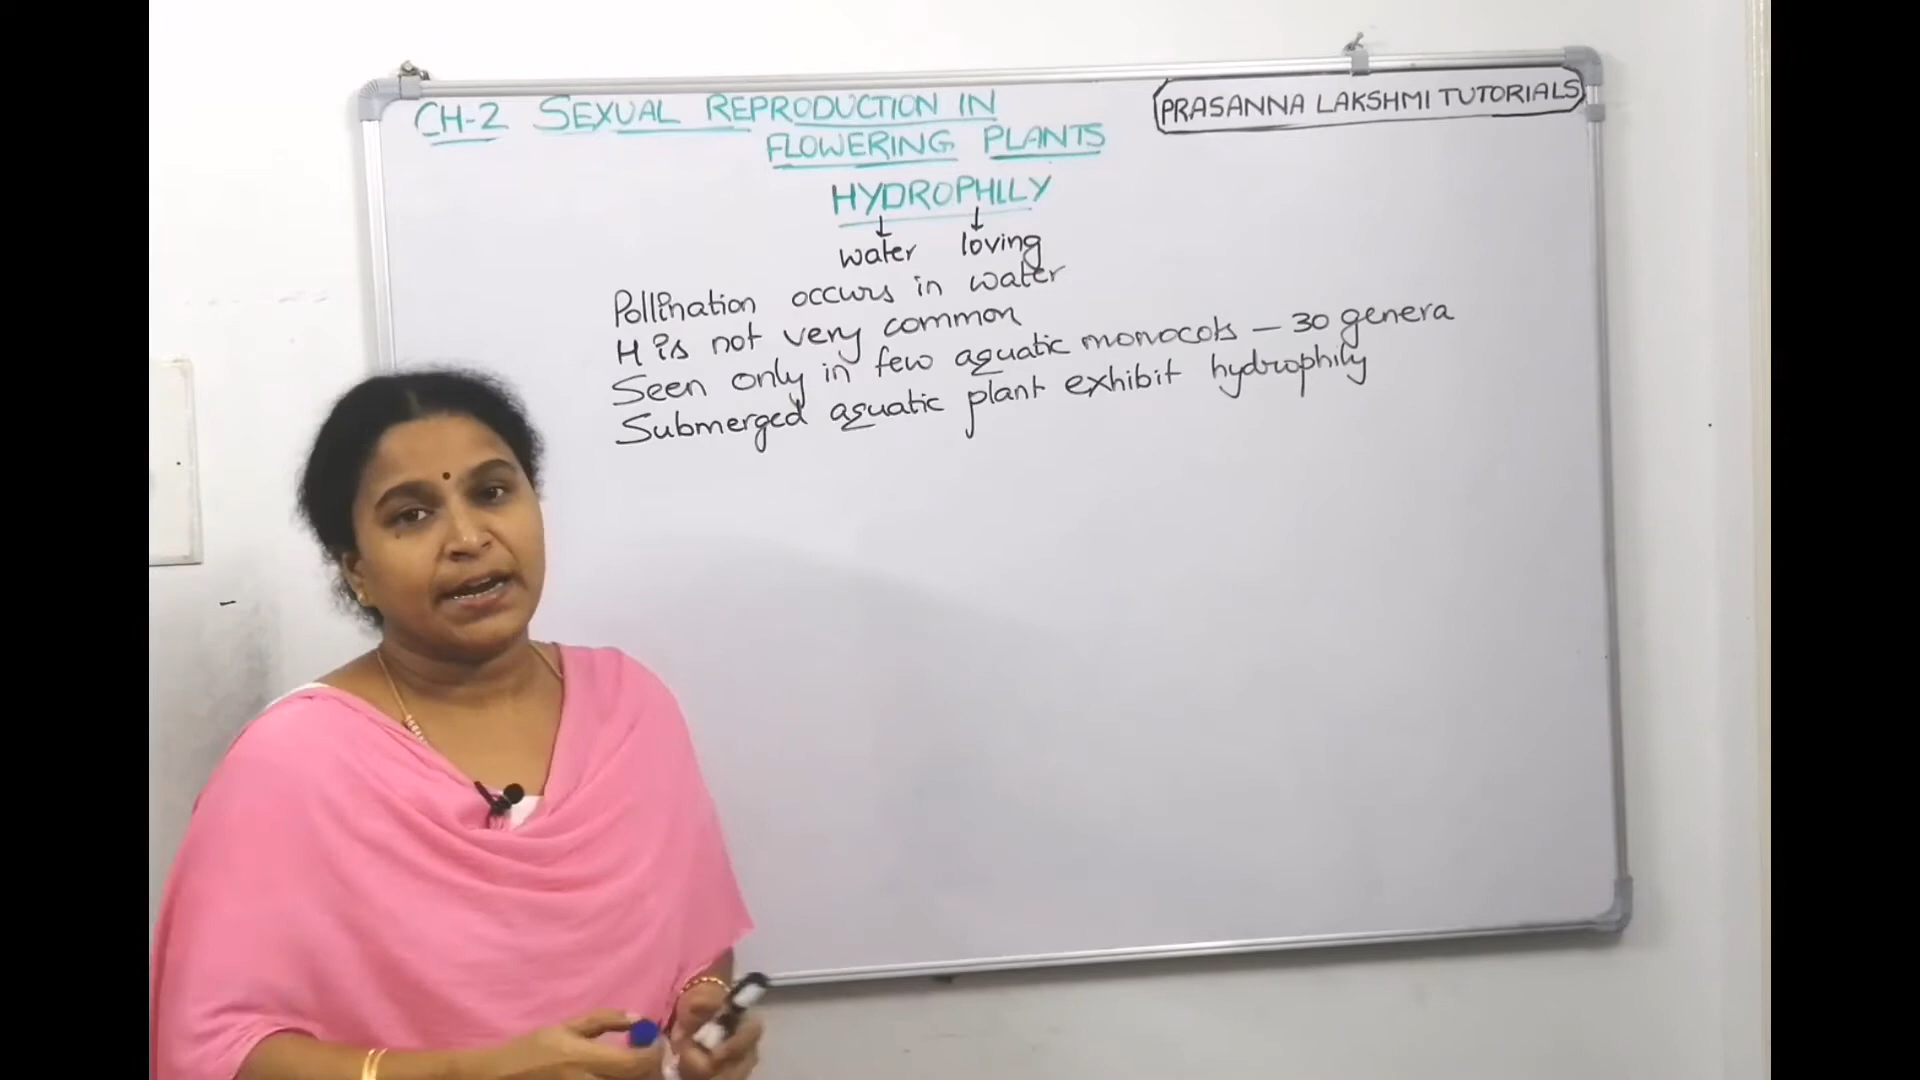 CH-2 SEXUAL REPRODUCTION IN
FLOWERING PLANTS
PRASANNA LAKSHMI TUTORIALS
HYDROPHILY
water loving
Pollination occurs in water
H is not very common
Seen only in few aquatic monocots - 30 genera
Submerged aquatic plant exhibit hydrophily